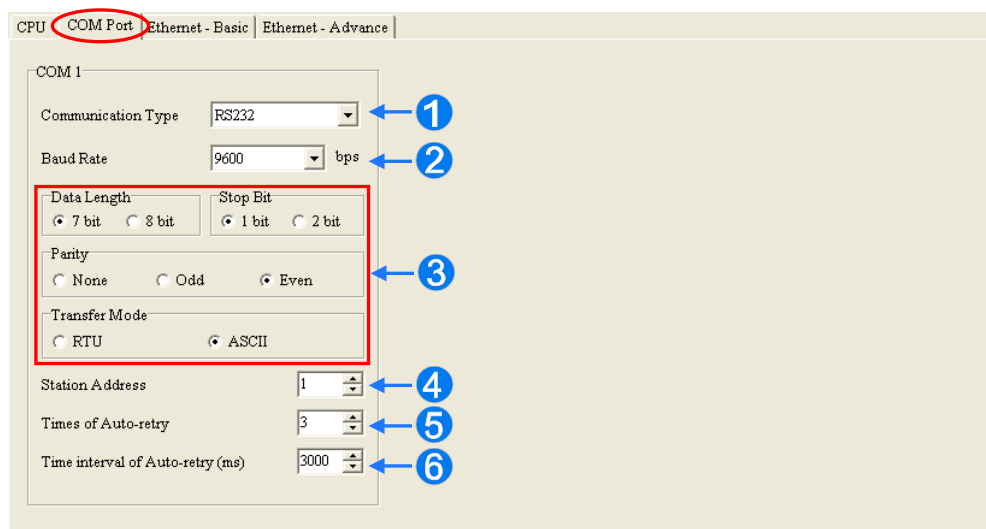 CPU COM Port Ethernet - Basic Ethernet - Advance
COM 1
Communication Type RS232 1
Baud Rate 9600 bps 2
Data Length Stop Bit
7 bit 8 bit 1 bit 2 bit
Parity
None Odd Even 3
Transfer Mode
RTU ASCII
Station Address 1 4
Times of Auto-retry 3 5
Time interval of Auto-retry (ms) 3000 6